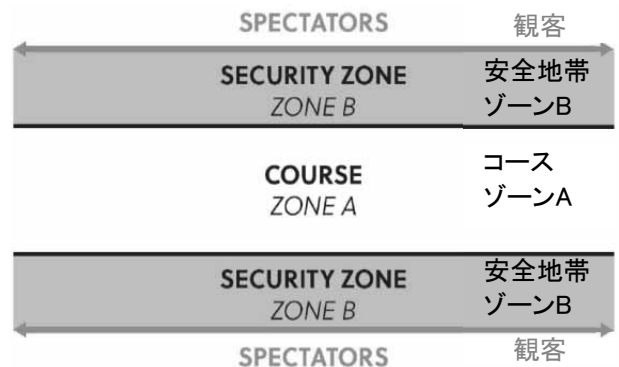 SPECTATORS 観客
SECURITY ZONE 安全地帯
ZONE B ゾーンB
COURSE コース
ZONE A ゾーンA
SECURITY ZONE 安全地帯
ZONE B ゾーンB
SPECTATORS 観客